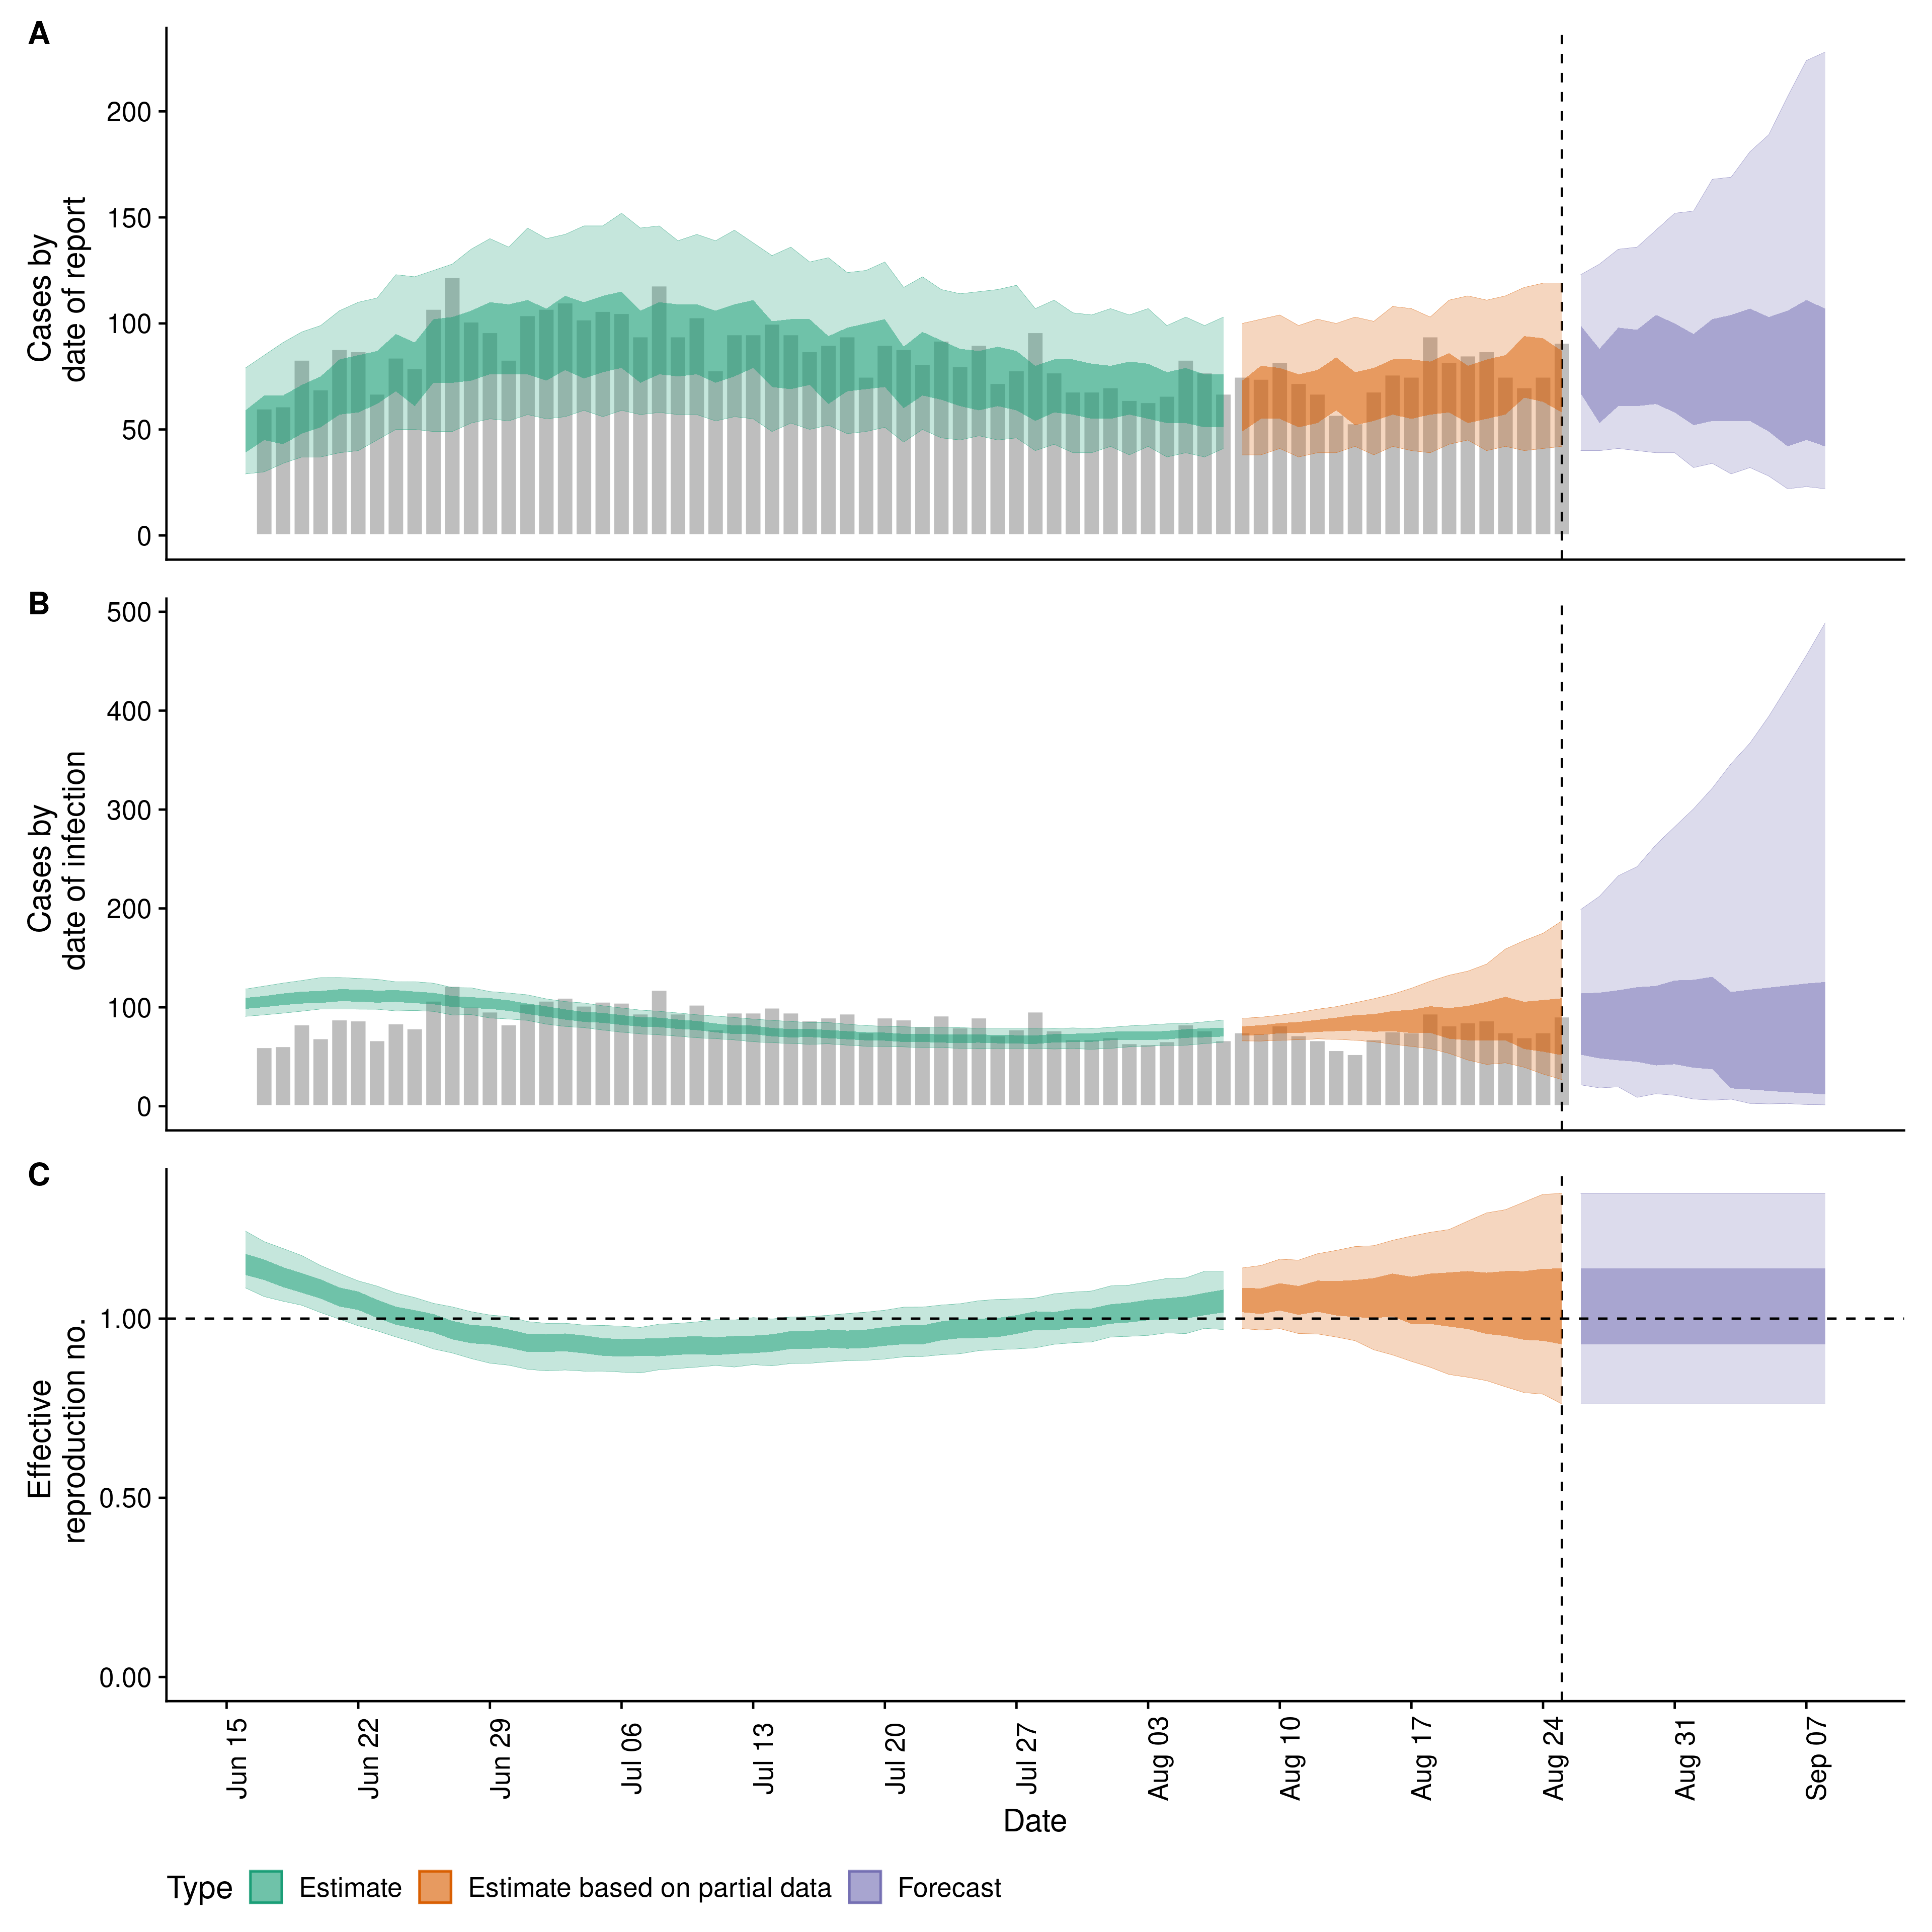 A
Cases by
date of report
200
150
100
50
0
B
Cases by
date of infection
500
400
300
200
100
0
C
Effective
reproduction no.
1.00
0.50
0.00
Jun 15
Jun 22
Jun 29
Jul 06
Jul 13
Jul 20
Jul 27
Aug 03
Aug 10
Aug 17
Aug 24
Aug 31
Sep 07
Date
Type Estimate Estimate based on partial data Forecast